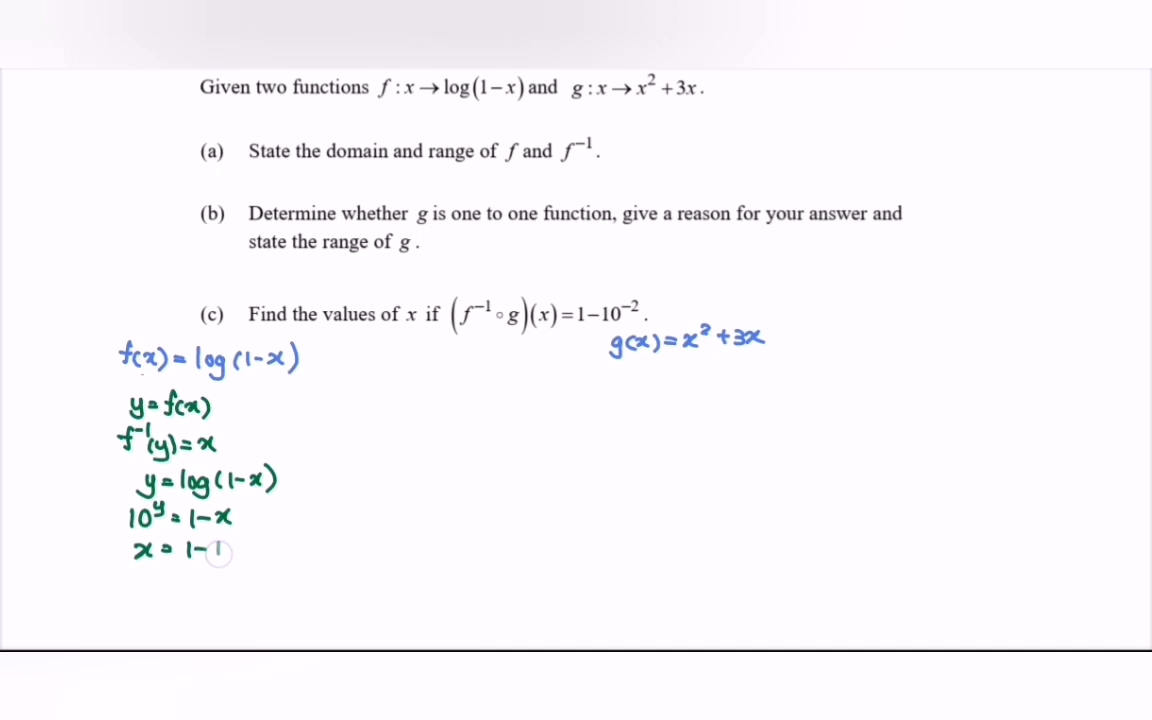 Given two functions f : x → log(1−x) and g : x → x² + 3x.
(a) State the domain and range of f and f⁻¹.
(b) Determine whether g is one to one function, give a reason for your answer and
state the range of g.
(c) Find the values of x if (f⁻¹ ∘ g)(x) = 1−10⁻².
g(x) = x² + 3x
f(x) = log (1-x)
y = f(x)
f⁻¹(y) = x
y = log (1-x)
10ʸ = 1-x
x = 1-1